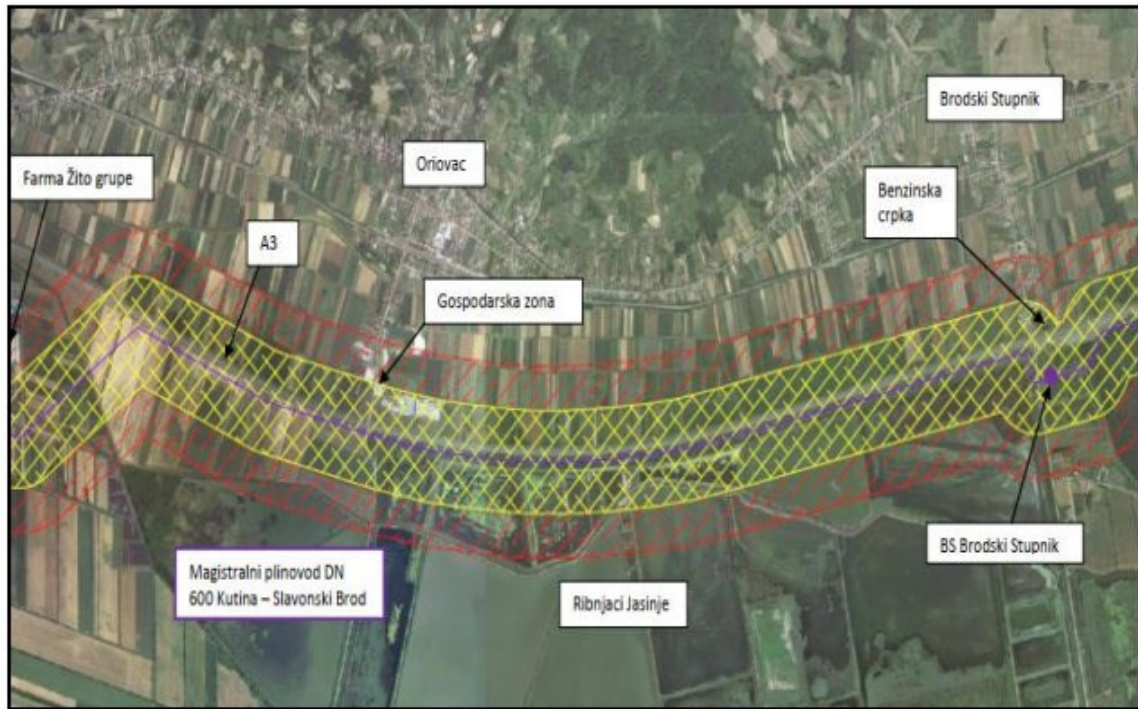 Brodski Stupnik
Oriovac
Farma Žito grupe
Benzinska
crpka
A3
Gospodarska zona
BS Brodski Stupnik
Magistralni plinovod DN
600 Kutina – Slavonski Brod
Ribnjaci Jasinje